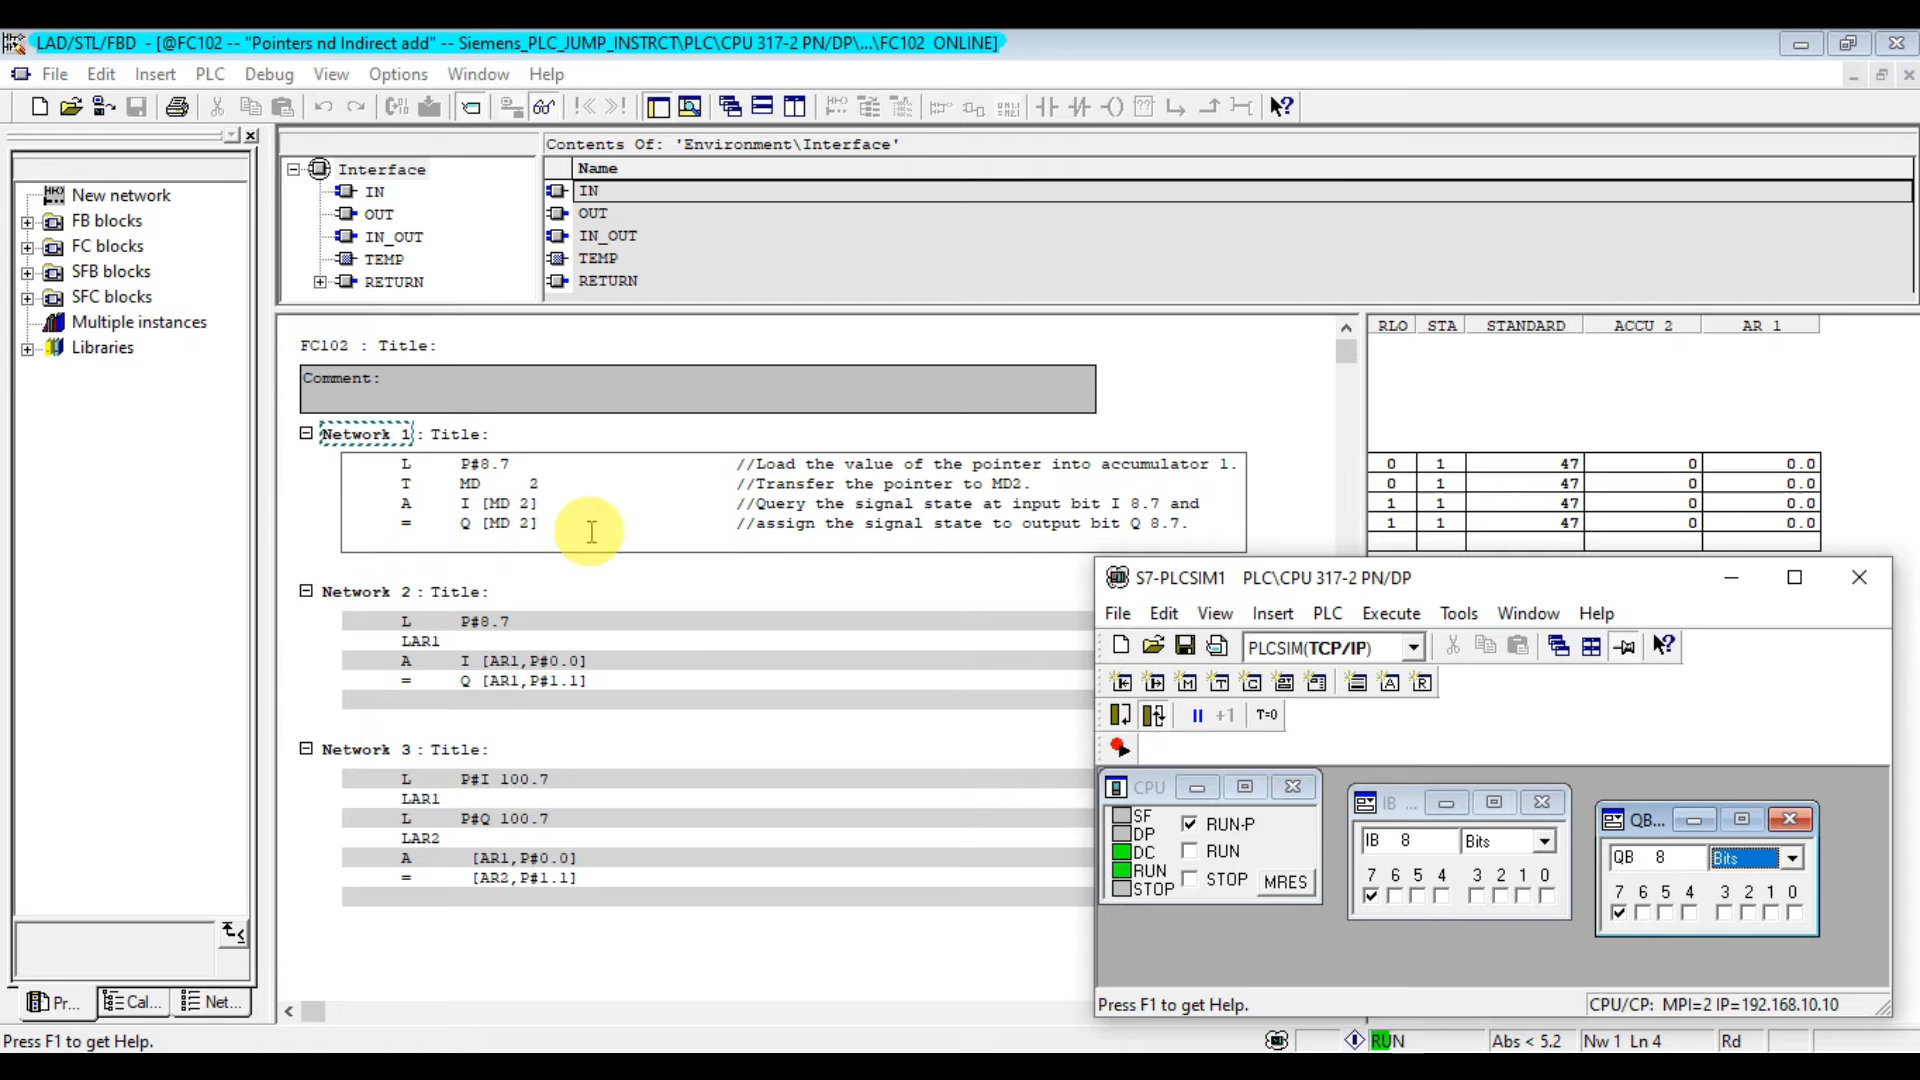 LAD/STL/FBD - [@FC102 -- "Pointers nd Indirect add" -- Siemens_PLC_JUMP_INSTRCT\PLC\CPU 317-2 PN/DP\...\FC102 ONLINE]
File Edit Insert PLC Debug View Options Window Help
Contents Of: 'Environment\Interface'
Interface
IN
OUT
IN_OUT
TEMP
RETURN
Name
IN
OUT
IN_OUT
TEMP
RETURN
New network
FB blocks
FC blocks
SFB blocks
SFC blocks
Multiple instances
Libraries
Pr... Cal... Net...
FC102 : Title:
Comment:
Network 1 : Title:
L P#8.7 //Load the value of the pointer into accumulator 1.
T MD 2 //Transfer the pointer to MD2.
A I [MD 2] //Query the signal state at input bit I 8.7 and
= Q [MD 2] //assign the signal state to output bit Q 8.7.
Network 2 : Title:
L P#8.7
LAR1
A I [AR1,P#0.0]
= Q [AR1,P#1.1]
Network 3 : Title:
L P#I 100.7
LAR1
L P#Q 100.7
LAR2
A [AR1,P#0.0]
= [AR2,P#1.1]
RLO STA STANDARD ACCU 2 AR 1
0 1 47 0 0.0
0 1 47 0 0.0
1 1 47 0 0.0
1 1 47 0 0.0
S7-PLCSIM1 PLC\CPU 317-2 PN/DP
File Edit View Insert PLC Execute Tools Window Help
PLCSIM(TCP/IP)
+1 T=0
CPU
SF
DP
DC
RUN
STOP
RUN-P
RUN
STOP
MRES
IB ...
IB 8 Bits
7 6 5 4 3 2 1 0
QB...
QB 8 Bits
7 6 5 4 3 2 1 0
Press F1 to get Help.
CPU/CP: MPI=2 IP=192.168.10.10
Press F1 to get Help.
RUN Abs < 5.2 Nw 1 Ln 4 Rd